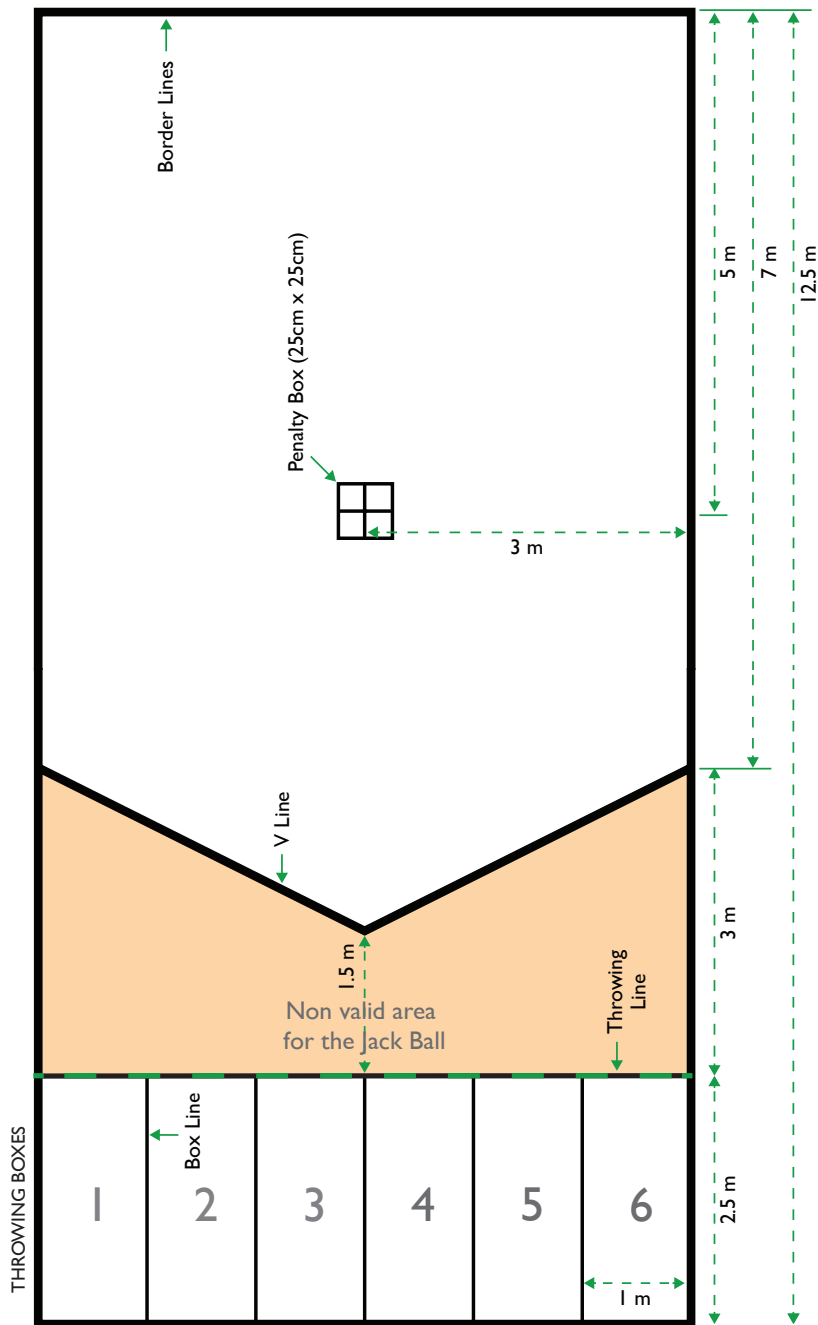 Border Lines
5 m
7 m
12.5 m
Penalty Box (25cm x 25cm)
3 m
V Line
1.5 m
3 m
Non valid area
for the Jack Ball
Throwing
Line
THROWING BOXES
Box Line
1
2
3
4
5
6
2.5 m
1 m